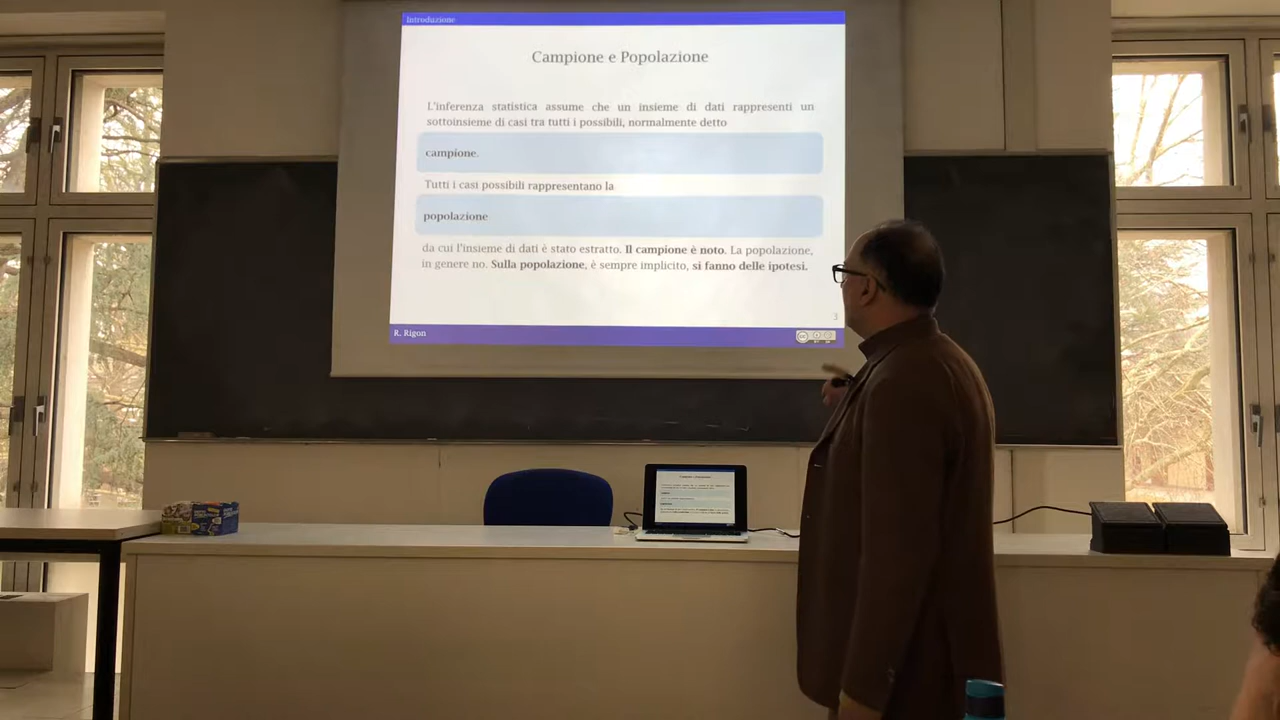 Introduzione
Campione e Popolazione
L'inferenza statistica assume che un insieme di dati rappresenti un
sottoinsieme di casi tra tutti i possibili, normalmente detto
campione.
Tutti i casi possibili rappresentano la
popolazione
da cui l'insieme di dati è stato estratto. Il campione è noto. La popolazione,
in genere no. Sulla popolazione, è sempre implicito, si fanno delle ipotesi.
3
R. Rigon